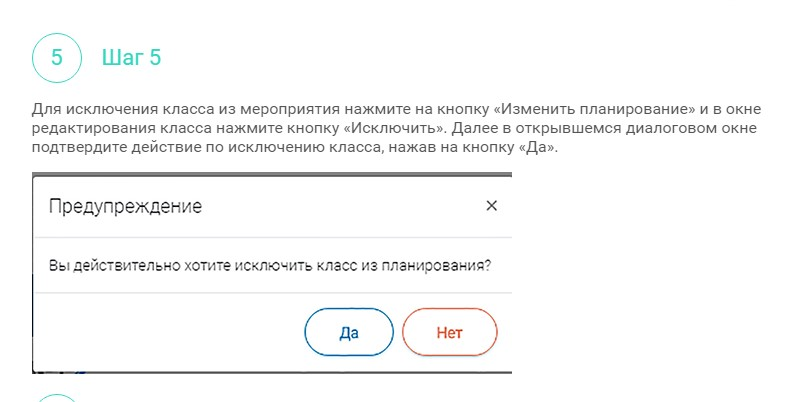 5 Шаг 5
Для исключения класса из мероприятия нажмите на кнопку «Изменить планирование» и в окне
редактирования класса нажмите кнопку «Исключить». Далее в открывшемся диалоговом окне
подтвердите действие по исключению класса, нажав на кнопку «Да».
Предупреждение ×
Вы действительно хотите исключить класс из планирования?
Да Нет